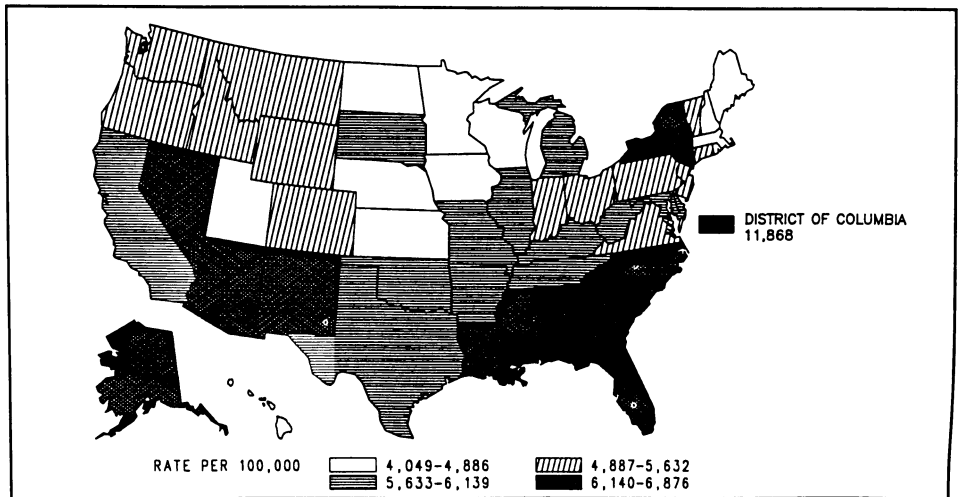 DISTRICT OF COLUMBIA
11,868
RATE PER 100,000
4,049-4,886
4,887-5,632
5,633-6,139
6,140-6,876